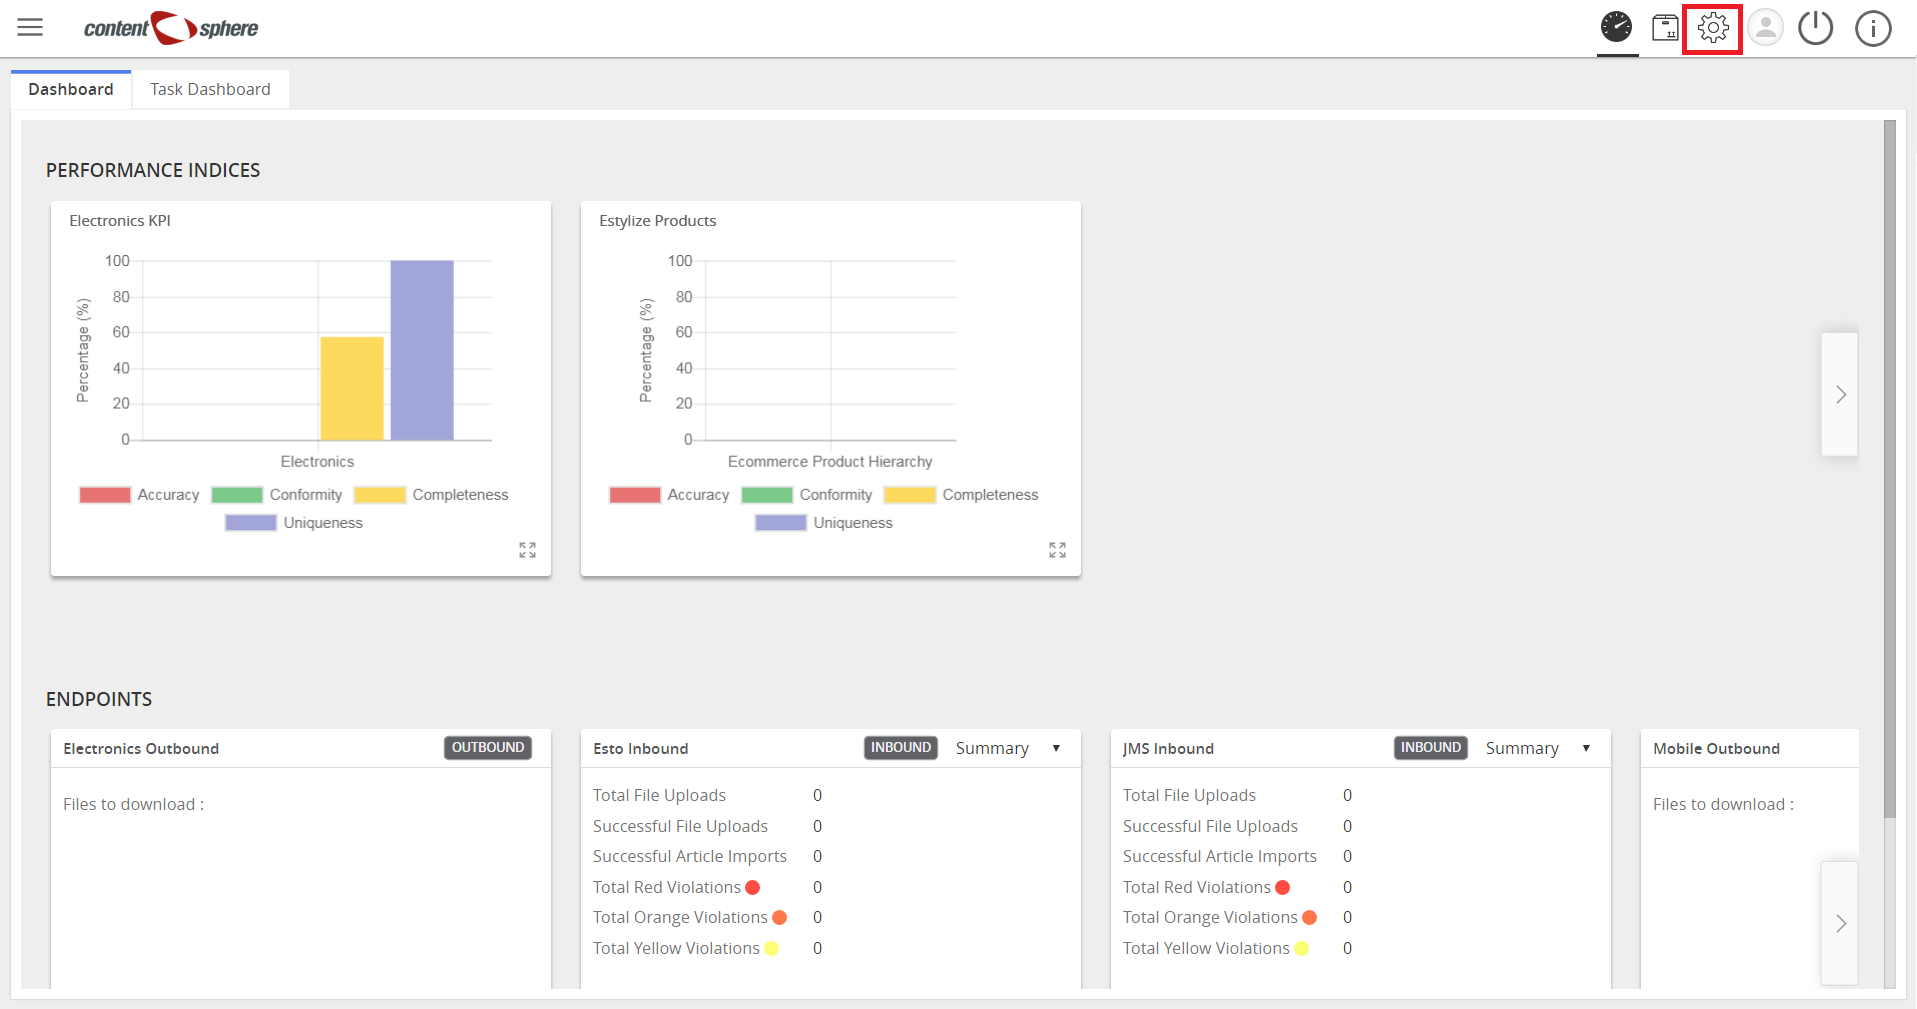 content sphere
Dashboard Task Dashboard
PERFORMANCE INDICES
Electronics KPI
100
80
60
40
20
0
Percentage (%)
Electronics
Accuracy Conformity Completeness
Uniqueness
Estylize Products
100
80
60
40
20
0
Percentage (%)
Ecommerce Product Hierarchy
Accuracy Conformity Completeness
Uniqueness
ENDPOINTS
Electronics Outbound OUTBOUND
Files to download :
Esto Inbound INBOUND Summary
Total File Uploads 0
Successful File Uploads 0
Successful Article Imports 0
Total Red Violations 0
Total Orange Violations 0
Total Yellow Violations 0
JMS Inbound INBOUND Summary
Total File Uploads 0
Successful File Uploads 0
Successful Article Imports 0
Total Red Violations 0
Total Orange Violations 0
Total Yellow Violations 0
Mobile Outbound
Files to download :